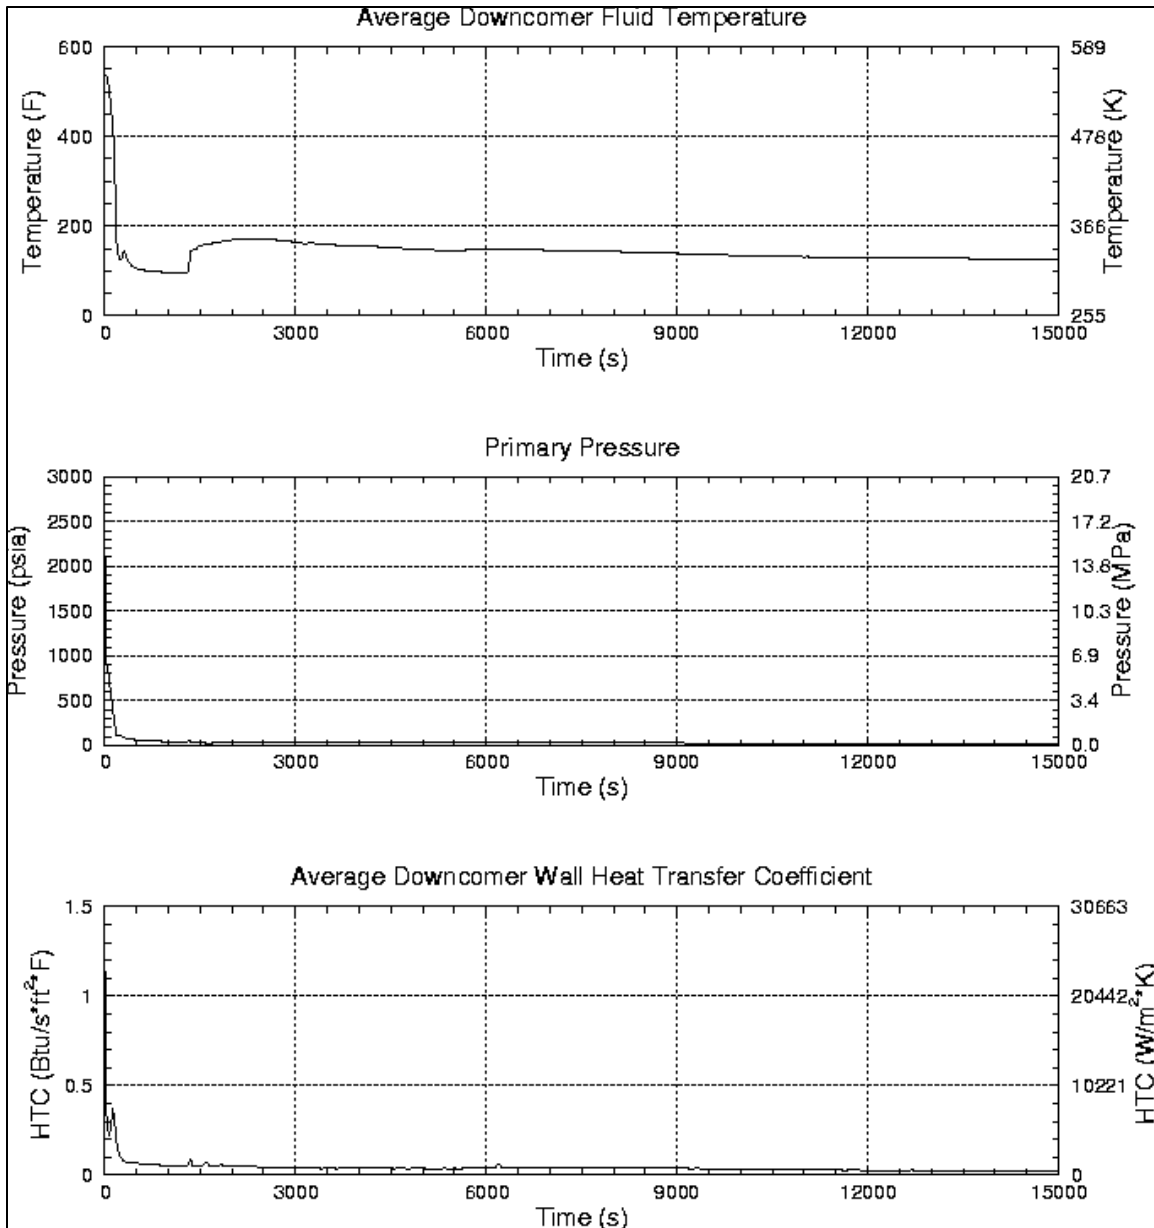 Average Downcomer Fluid Temperature
Temperature (F)
600
400
200
0
589
478
366
255
Temperature (K)
0 3000 6000 9000 12000 15000
Time (s)
Primary Pressure
Pressure (psia)
3000
2500
2000
1500
1000
500
0
20.7
17.2
13.8
10.3
6.9
3.4
0.0
Pressure (MPa)
0 3000 6000 9000 12000 15000
Time (s)
Average Downcomer Wall Heat Transfer Coefficient
HTC (Btu/s*ft²*F)
1.5
1
0.5
0
30663
20442
10221
0
HTC (W/m²*K)
0 3000 6000 9000 12000 15000
Time (s)